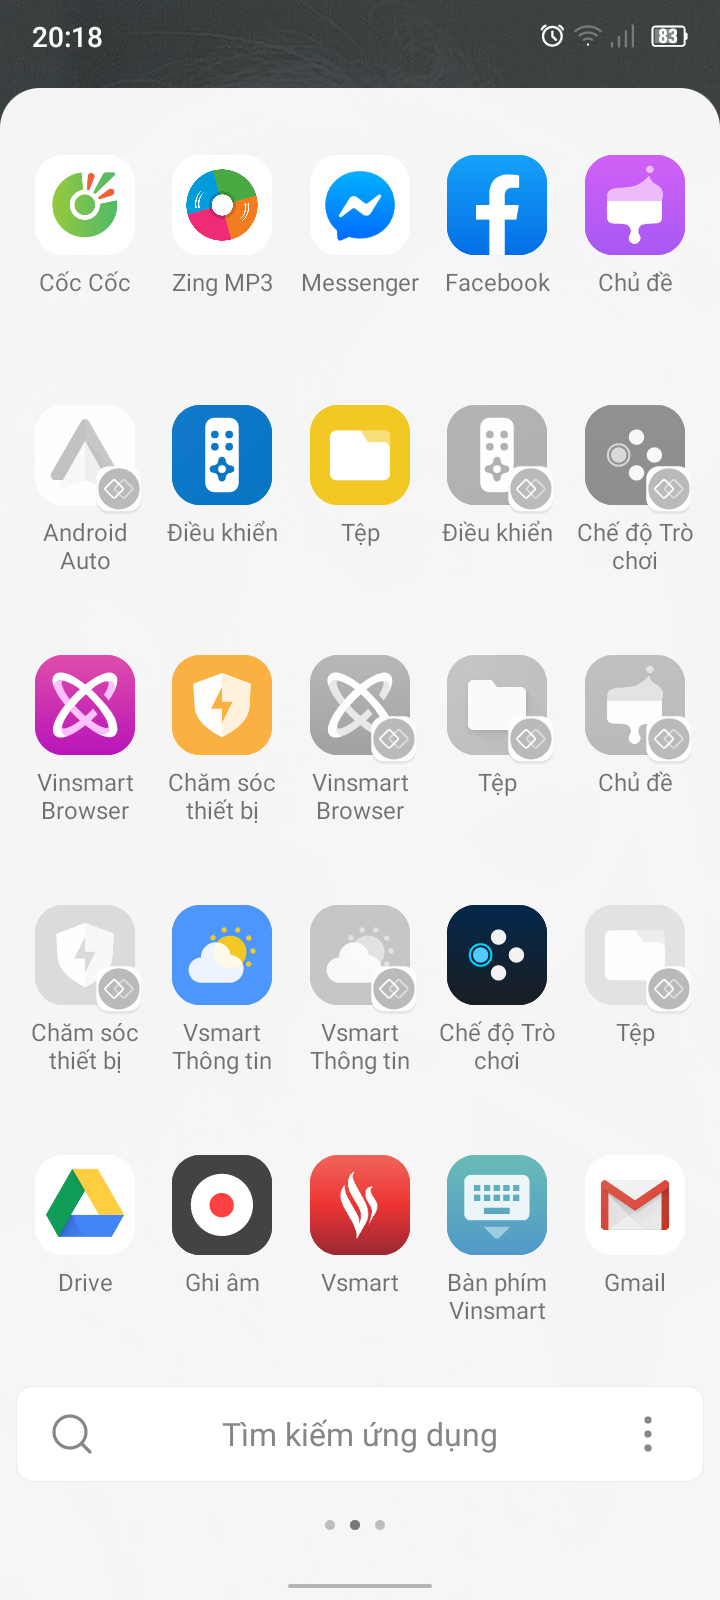 20:18
83
Cốc Cốc
Zing MP3
Messenger
Facebook
Chủ đề
Android
Auto
Điều khiển
Tệp
Điều khiển
Chế độ Trò
chơi
Vinsmart
Browser
Chăm sóc
thiết bị
Vinsmart
Browser
Tệp
Chủ đề
Chăm sóc
thiết bị
Vsmart
Thông tin
Vsmart
Thông tin
Chế độ Trò
chơi
Tệp
Drive
Ghi âm
Vsmart
Bàn phím
Vinsmart
Gmail
Tìm kiếm ứng dụng